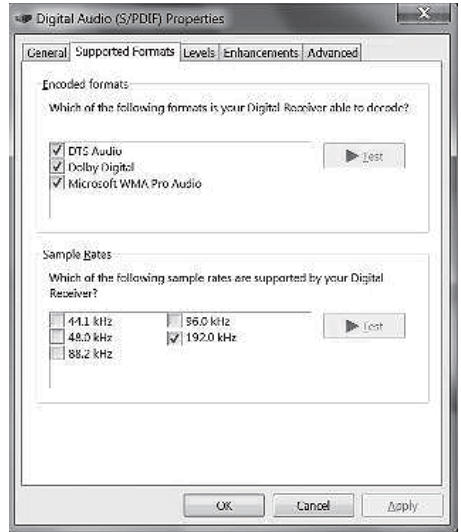 Digital Audio (S/PDIF) Properties
General Supported Formats Levels Enhancements Advanced
Encoded formats
Which of the following formats is your Digital Receiver able to decode?
DTS Audio
Dolby Digital
Microsoft WMA Pro Audio
Test
Sample Rates
Which of the following sample rates are supported by your Digital
Receiver?
44.1 kHz
48.0 kHz
88.2 kHz
96.0 kHz
192.0 kHz
Test
OK Cancel Apply